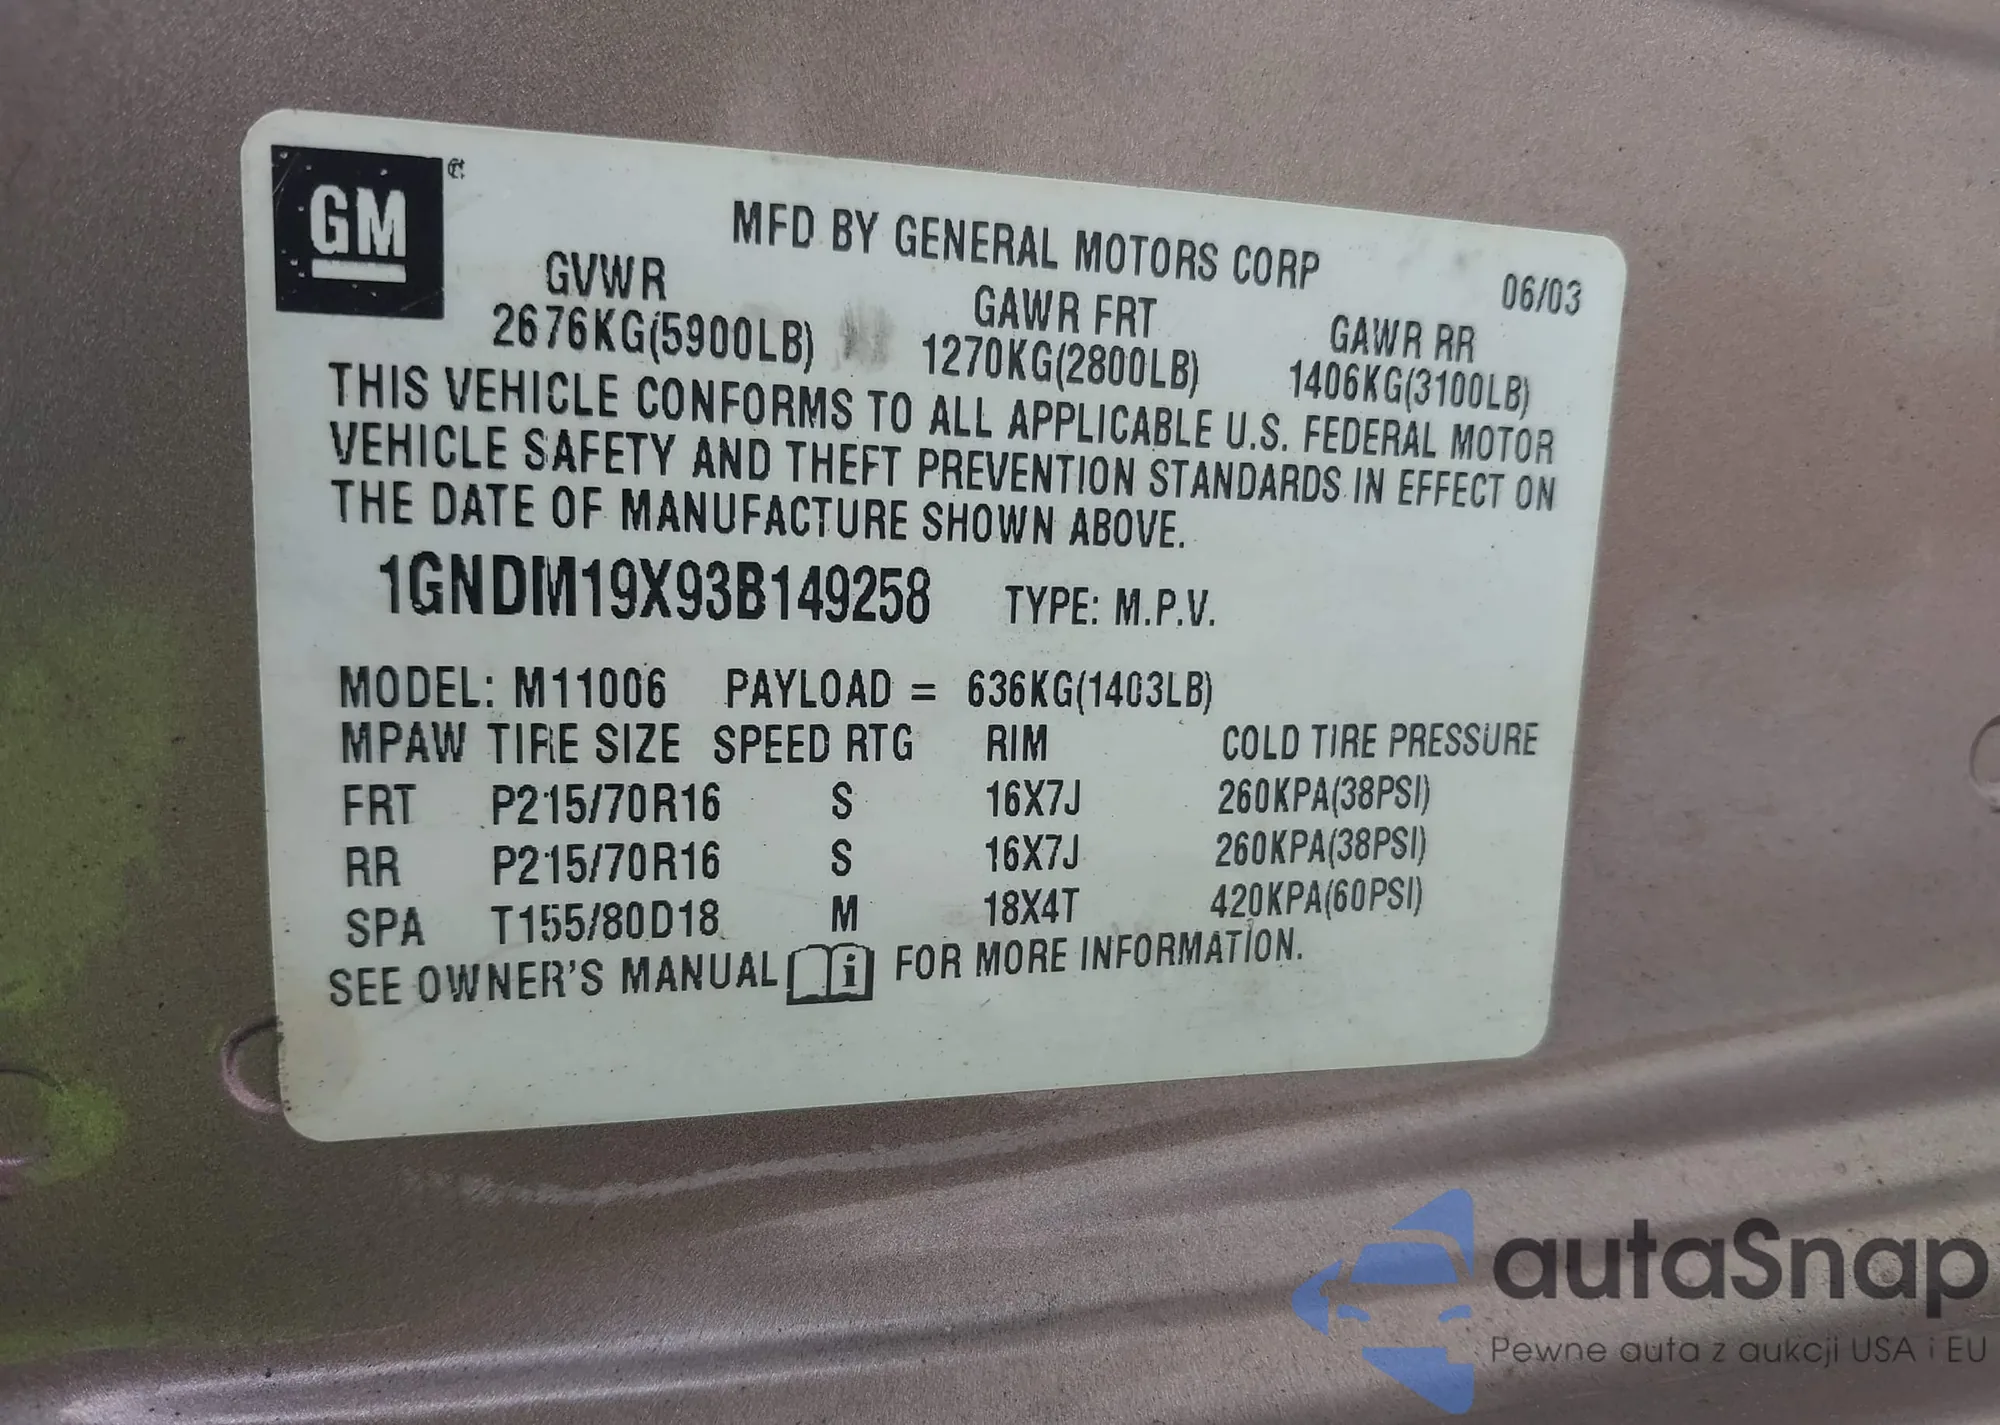 GM
MFD BY GENERAL MOTORS CORP
06/03
GVWR GAWR FRT GAWR RR
2676KG(5900LB) 1270KG(2800LB) 1406KG(3100LB)
THIS VEHICLE CONFORMS TO ALL APPLICABLE U.S. FEDERAL MOTOR
VEHICLE SAFETY AND THEFT PREVENTION STANDARDS IN EFFECT ON
THE DATE OF MANUFACTURE SHOWN ABOVE.
1GNDM19X93B149258 TYPE: M.P.V.
MODEL: M11006 PAYLOAD = 636KG(1403LB)
MPAW TIRE SIZE SPEED RTG RIM COLD TIRE PRESSURE
FRT P215/70R16 S 16X7J 260KPA(38PSI)
RR P215/70R16 S 16X7J 260KPA(38PSI)
SPA T155/80D18 M 18X4T 420KPA(60PSI)
SEE OWNER'S MANUAL i FOR MORE INFORMATION.
autaSnap
Pewne auta z aukcji USA i EU